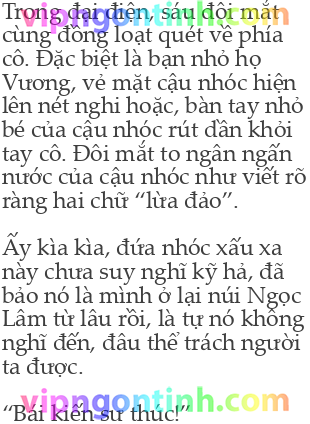 Trong đại điện, sáu đôi mắt
cùng đồng loạt quét về phía
cô. Đặc biệt là bạn nhỏ họ
Vương, vẻ mặt cậu nhóc hiện
lên nét nghi hoặc, bàn tay nhỏ
bé của cậu nhóc rút dần khỏi
tay cô. Đôi mắt to ngân ngấn
nước của cậu nhóc như viết rõ
ràng hai chữ “lừa đảo”.
Ấy kìa kìa, đứa nhóc xấu xa
này chưa suy nghĩ kỹ hả, đã
bảo nó là mình ở lại núi Ngọc
Lâm từ lâu rồi, là tự nó không
nghĩ đến, đâu thể trách người
ta được.
“Bái kiến sư thúc!”
vipngontinh.com
vipngontinh.com